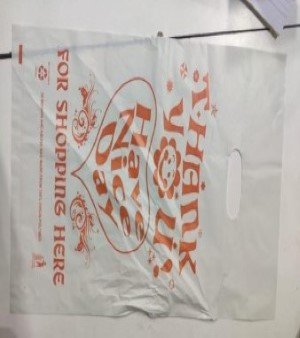 Thank
YOU!
Have
a
Nice
Day
FOR SHOPPING HERE